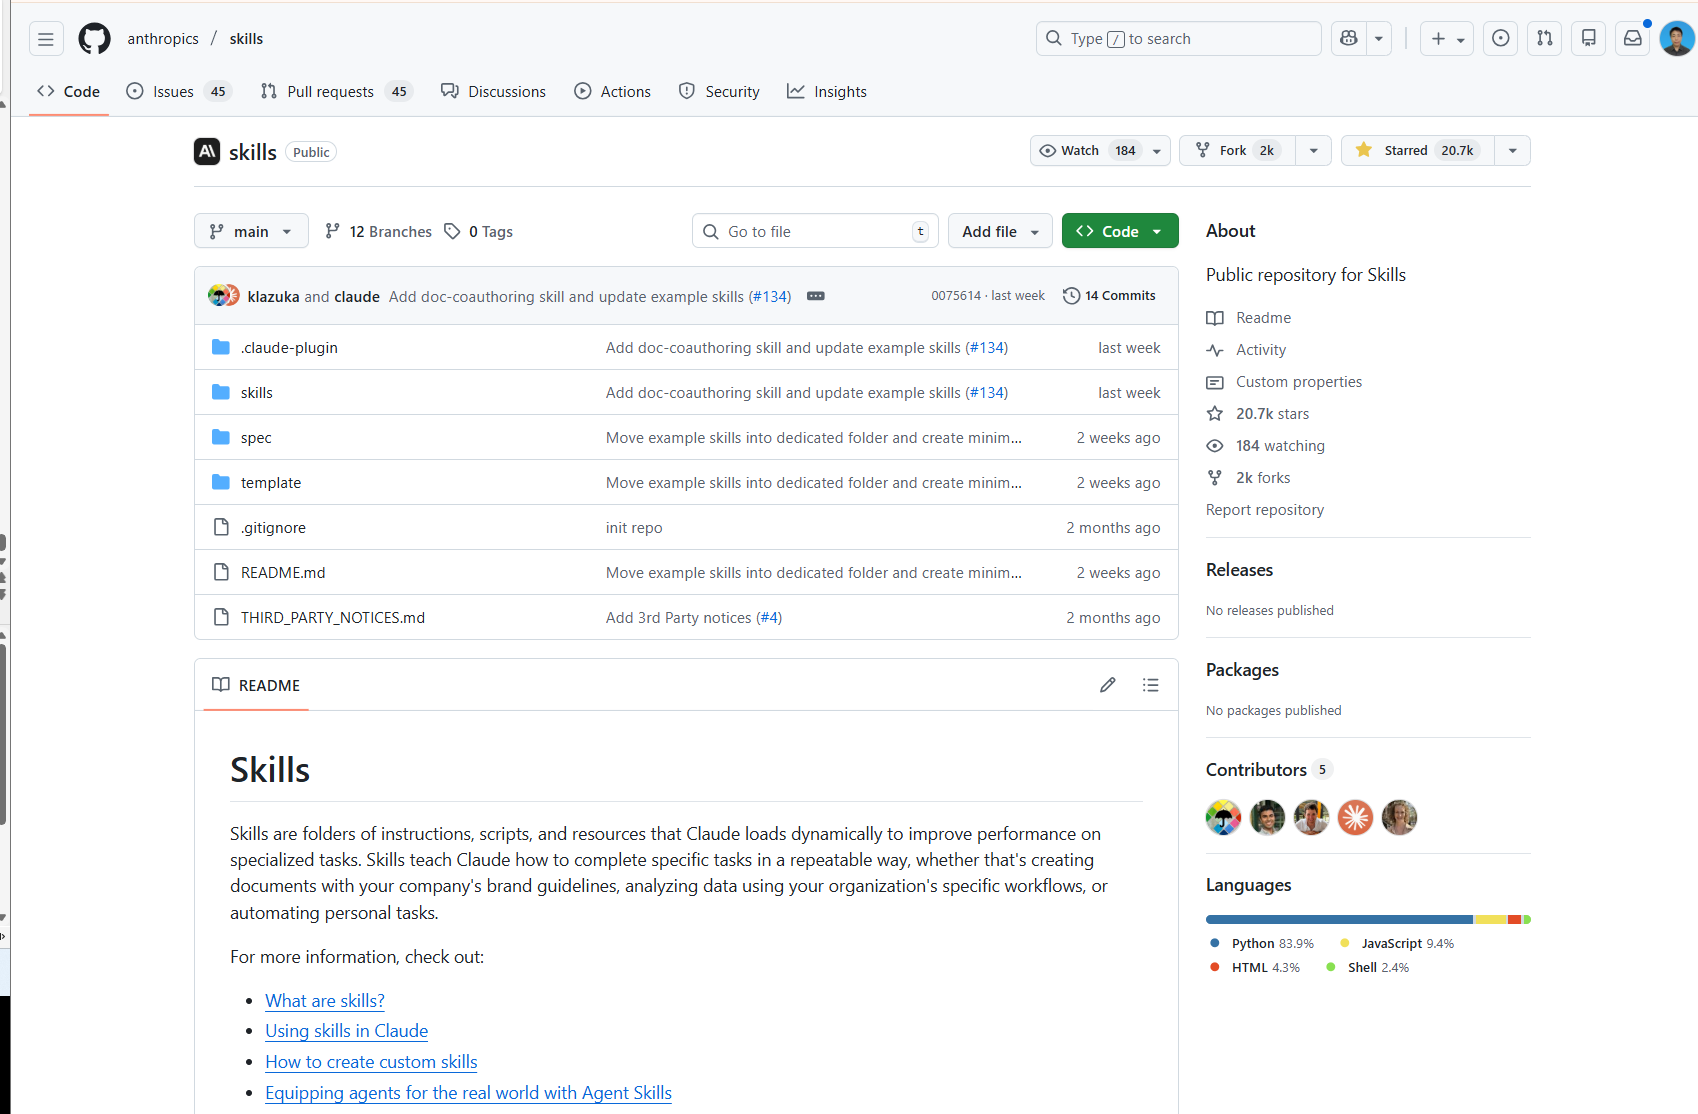 anthropics / skills
Type / to search
Code
Issues 45
Pull requests 45
Discussions
Actions
Security
Insights
skills Public
Watch 184
Fork 2k
Starred 20.7k
main
12 Branches
0 Tags
Go to file t
Add file
Code
klazuka and claude Add doc-coauthoring skill and update example skills (#134)
0075614 · last week
14 Commits
.claude-plugin Add doc-coauthoring skill and update example skills (#134) last week
skills Add doc-coauthoring skill and update example skills (#134) last week
spec Move example skills into dedicated folder and create minim... 2 weeks ago
template Move example skills into dedicated folder and create minim... 2 weeks ago
.gitignore init repo 2 months ago
README.md Move example skills into dedicated folder and create minim... 2 weeks ago
THIRD_PARTY_NOTICES.md Add 3rd Party notices (#4) 2 months ago
README
Skills
Skills are folders of instructions, scripts, and resources that Claude loads dynamically to improve performance on
specialized tasks. Skills teach Claude how to complete specific tasks in a repeatable way, whether that's creating
documents with your company's brand guidelines, analyzing data using your organization's specific workflows, or
automating personal tasks.
For more information, check out:
What are skills?
Using skills in Claude
How to create custom skills
Equipping agents for the real world with Agent Skills
About
Public repository for Skills
Readme
Activity
Custom properties
20.7k stars
184 watching
2k forks
Report repository
Releases
No releases published
Packages
No packages published
Contributors 5
Languages
Python 83.9%
JavaScript 9.4%
HTML 4.3%
Shell 2.4%